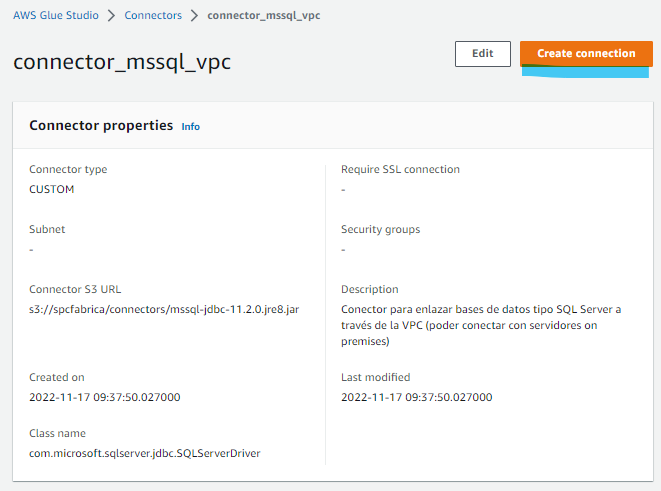 AWS Glue Studio > Connectors > connector_mssql_vpc
connector_mssql_vpc
Edit
Create connection
Connector properties Info
Connector type
CUSTOM
Require SSL connection
-
Subnet
-
Security groups
-
Connector S3 URL
s3://spcfabrica/connectors/mssql-jdbc-11.2.0.jre8.jar
Description
Conector para enlazar bases de datos tipo SQL Server a
través de la VPC (poder conectar con servidores on
premises)
Created on
2022-11-17 09:37:50.027000
Last modified
2022-11-17 09:37:50.027000
Class name
com.microsoft.sqlserver.jdbc.SQLServerDriver